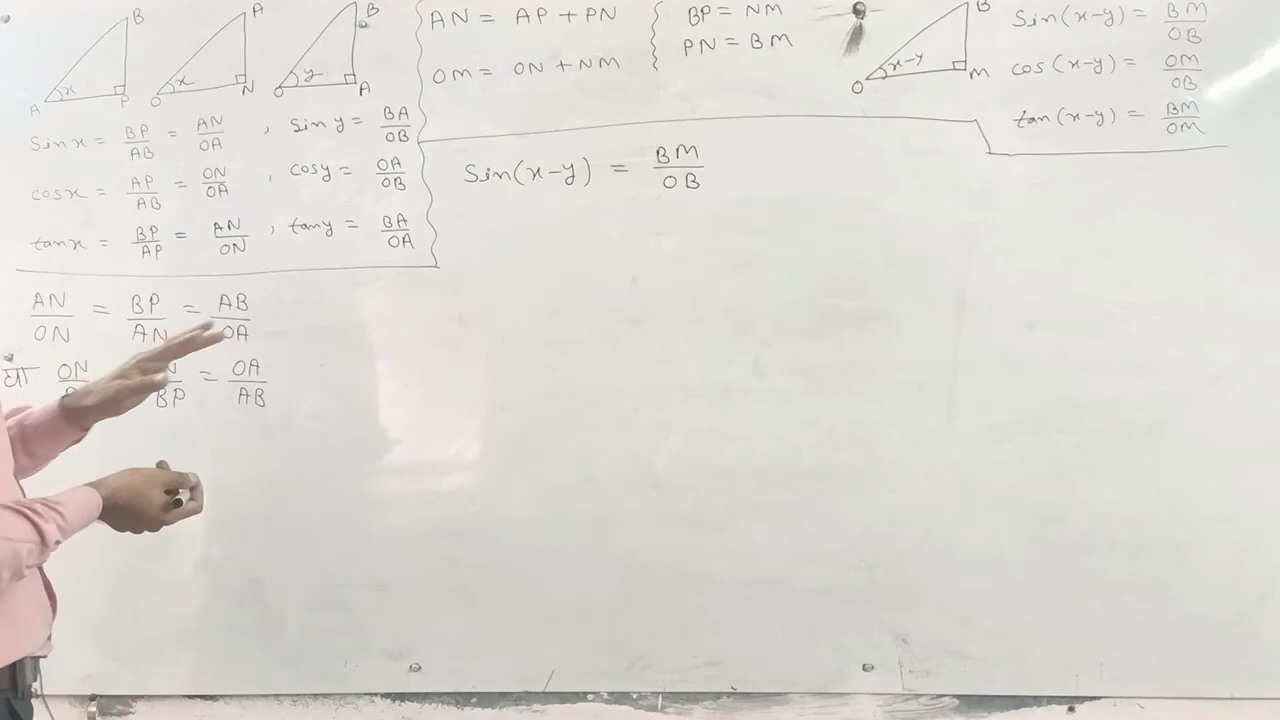 B
A x P
A
O x N
B
O y A
Sin x = BP/AB = AN/OA , Sin y = BA/OB
cos x = AP/AB = ON/OA , cos y = OA/OB
tan x = BP/AP = AN/ON , tan y = BA/OA
AN = AP + PN
OM = ON + NM
BP = NM
PN = BM
B
O x-y M
Sin(x-y) = BM/OB
cos(x-y) = OM/OB
tan(x-y) = BM/OM
AN/ON = BP/AN = AB/OA
या ON/ = /BP = OA/AB
Sin(x-y) = BM/OB